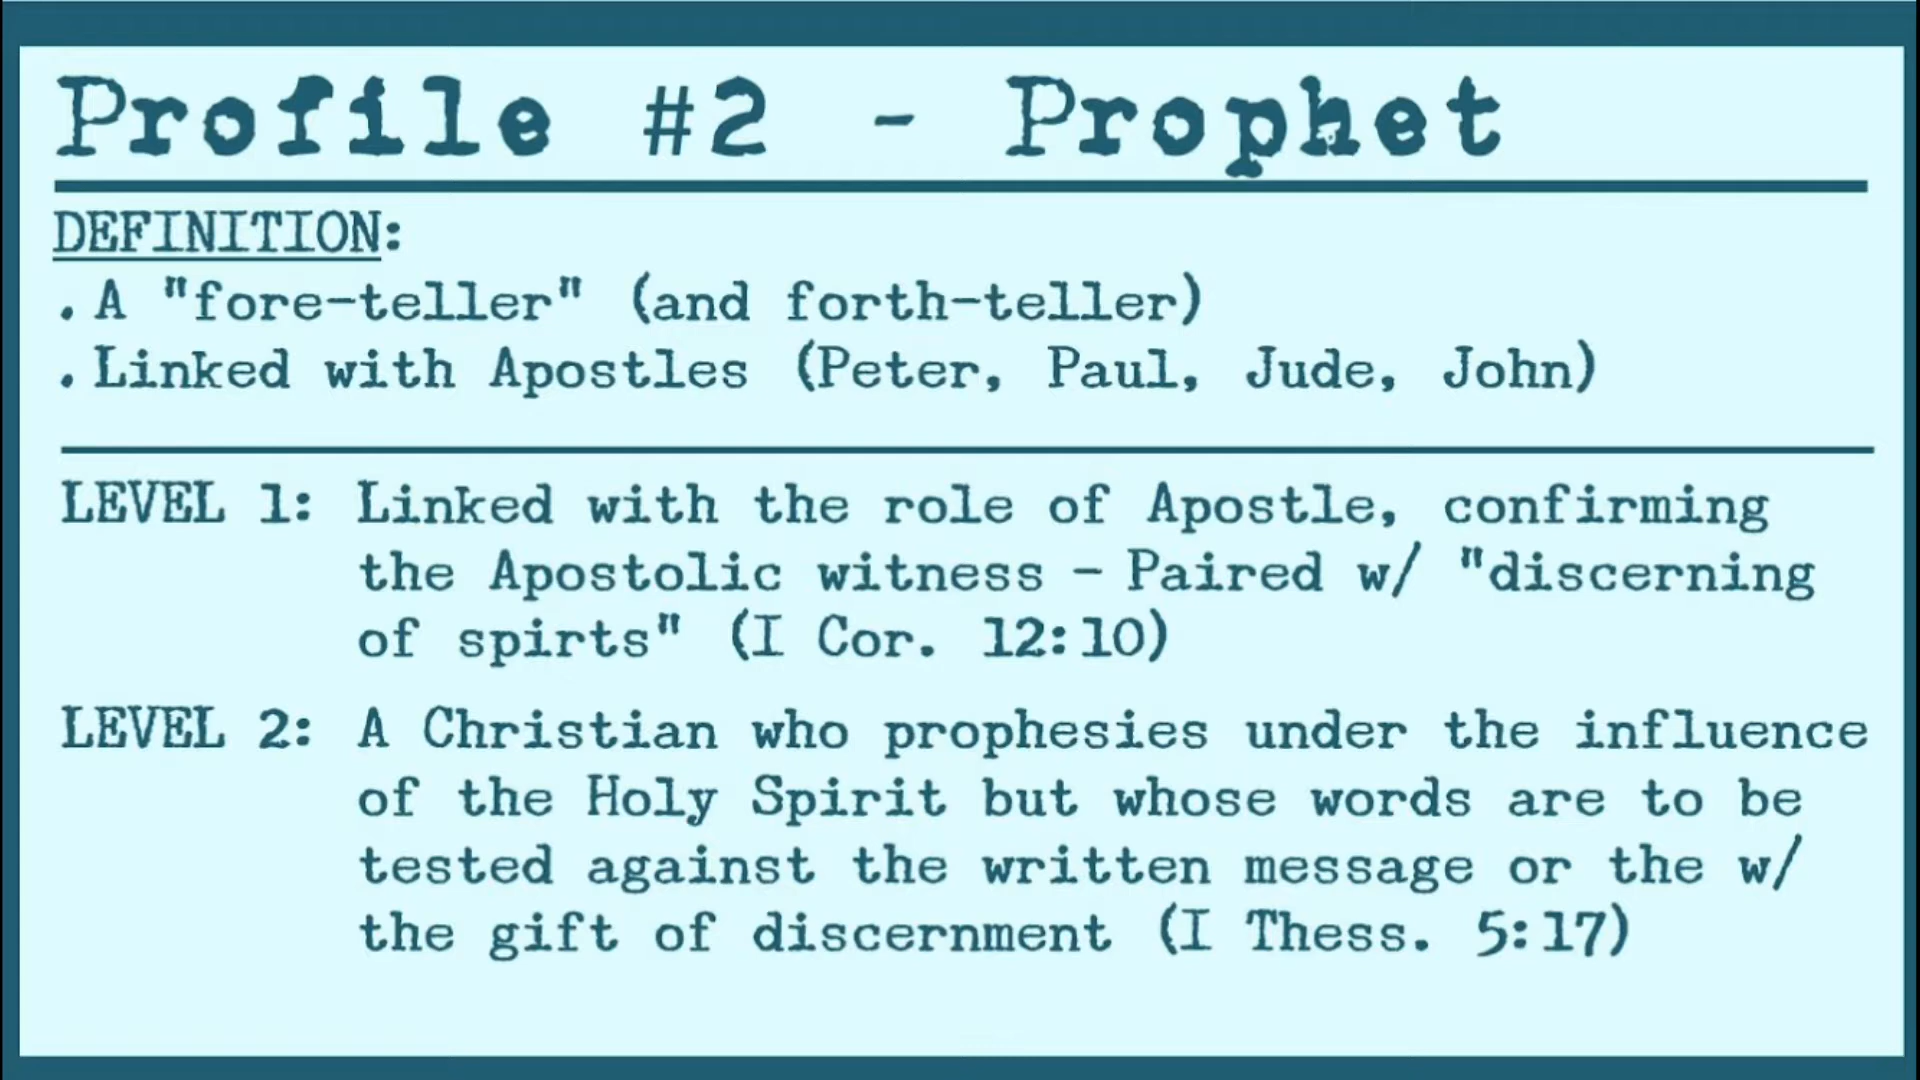 Profile #2 - Prophet
DEFINITION:
. A "fore-teller" (and forth-teller)
. Linked with Apostles (Peter, Paul, Jude, John)
LEVEL 1: Linked with the role of Apostle, confirming
the Apostolic witness - Paired w/ "discerning
of spirts" (I Cor. 12:10)
LEVEL 2: A Christian who prophesies under the influence
of the Holy Spirit but whose words are to be
tested against the written message or the w/
the gift of discernment (I Thess. 5:17)